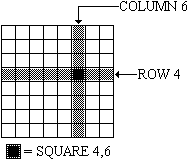 COLUMN 6
ROW 4
= SQUARE 4,6